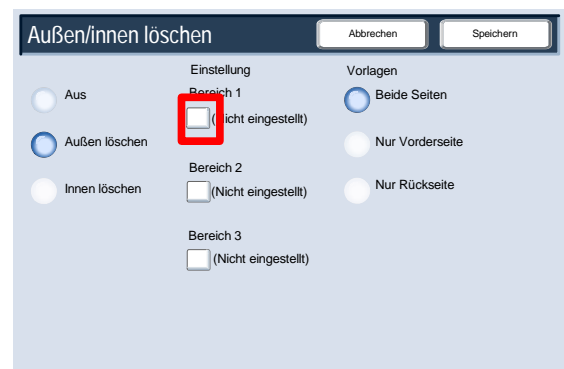 Außen/innen löschen
Abbrechen
Speichern
Aus
Außen löschen
Innen löschen
Einstellung
Bereich 1
(Nicht eingestellt)
Bereich 2
(Nicht eingestellt)
Bereich 3
(Nicht eingestellt)
Vorlagen
Beide Seiten
Nur Vorderseite
Nur Rückseite